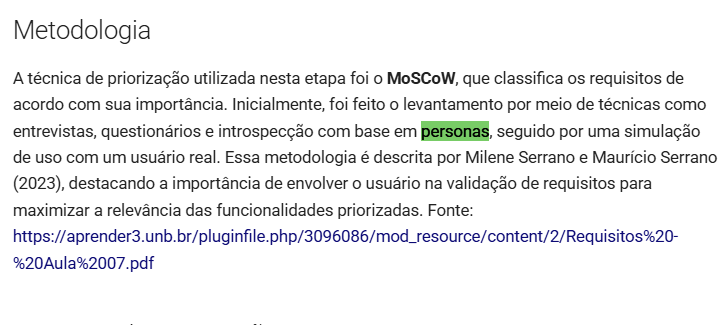 Metodologia
A técnica de priorização utilizada nesta etapa foi o MoSCoW, que classifica os requisitos de
acordo com sua importância. Inicialmente, foi feito o levantamento por meio de técnicas como
entrevistas, questionários e introspecção com base em personas, seguido por uma simulação
de uso com um usuário real. Essa metodologia é descrita por Milene Serrano e Maurício Serrano
(2023), destacando a importância de envolver o usuário na validação de requisitos para
maximizar a relevância das funcionalidades priorizadas. Fonte:
https://aprender3.unb.br/pluginfile.php/3096086/mod_resource/content/2/Requisitos%20-
%20Aula%2007.pdf